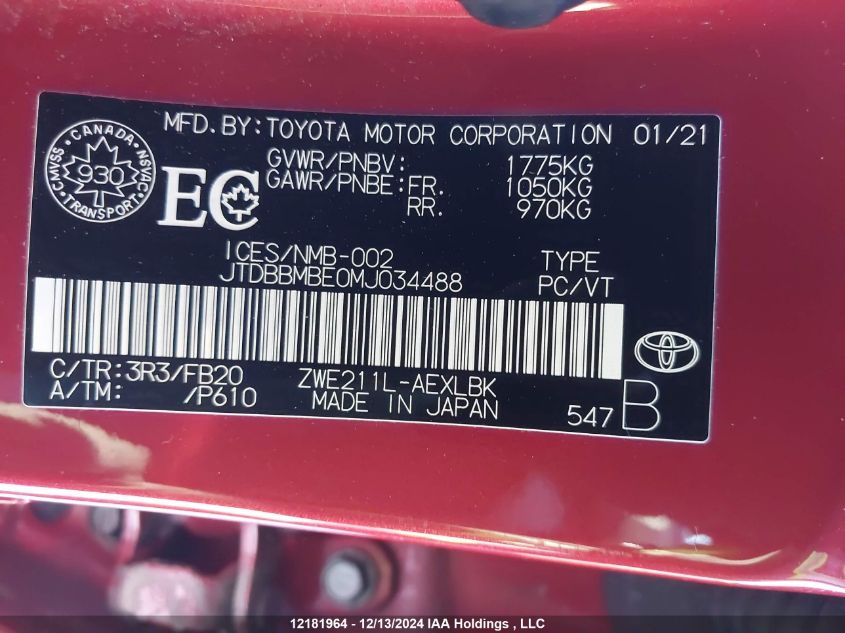 MFD. BY: TOYOTA MOTOR CORPORATION 01/21
CANADA
CMVSS
NSVAC
930
TRANSPORT
EC
GVWR/PNBV: 1775KG
GAWR/PNBE: FR. 1050KG
RR. 970KG
ICES/NMB-002 TYPE
JTDBBMBE0MJ034488 PC/VT
C/TR: 3R3/FB20 ZWE211L-AEXLBK
A/TM: /P610 MADE IN JAPAN
547 B
12181964 - 12/13/2024 IAA Holdings , LLC